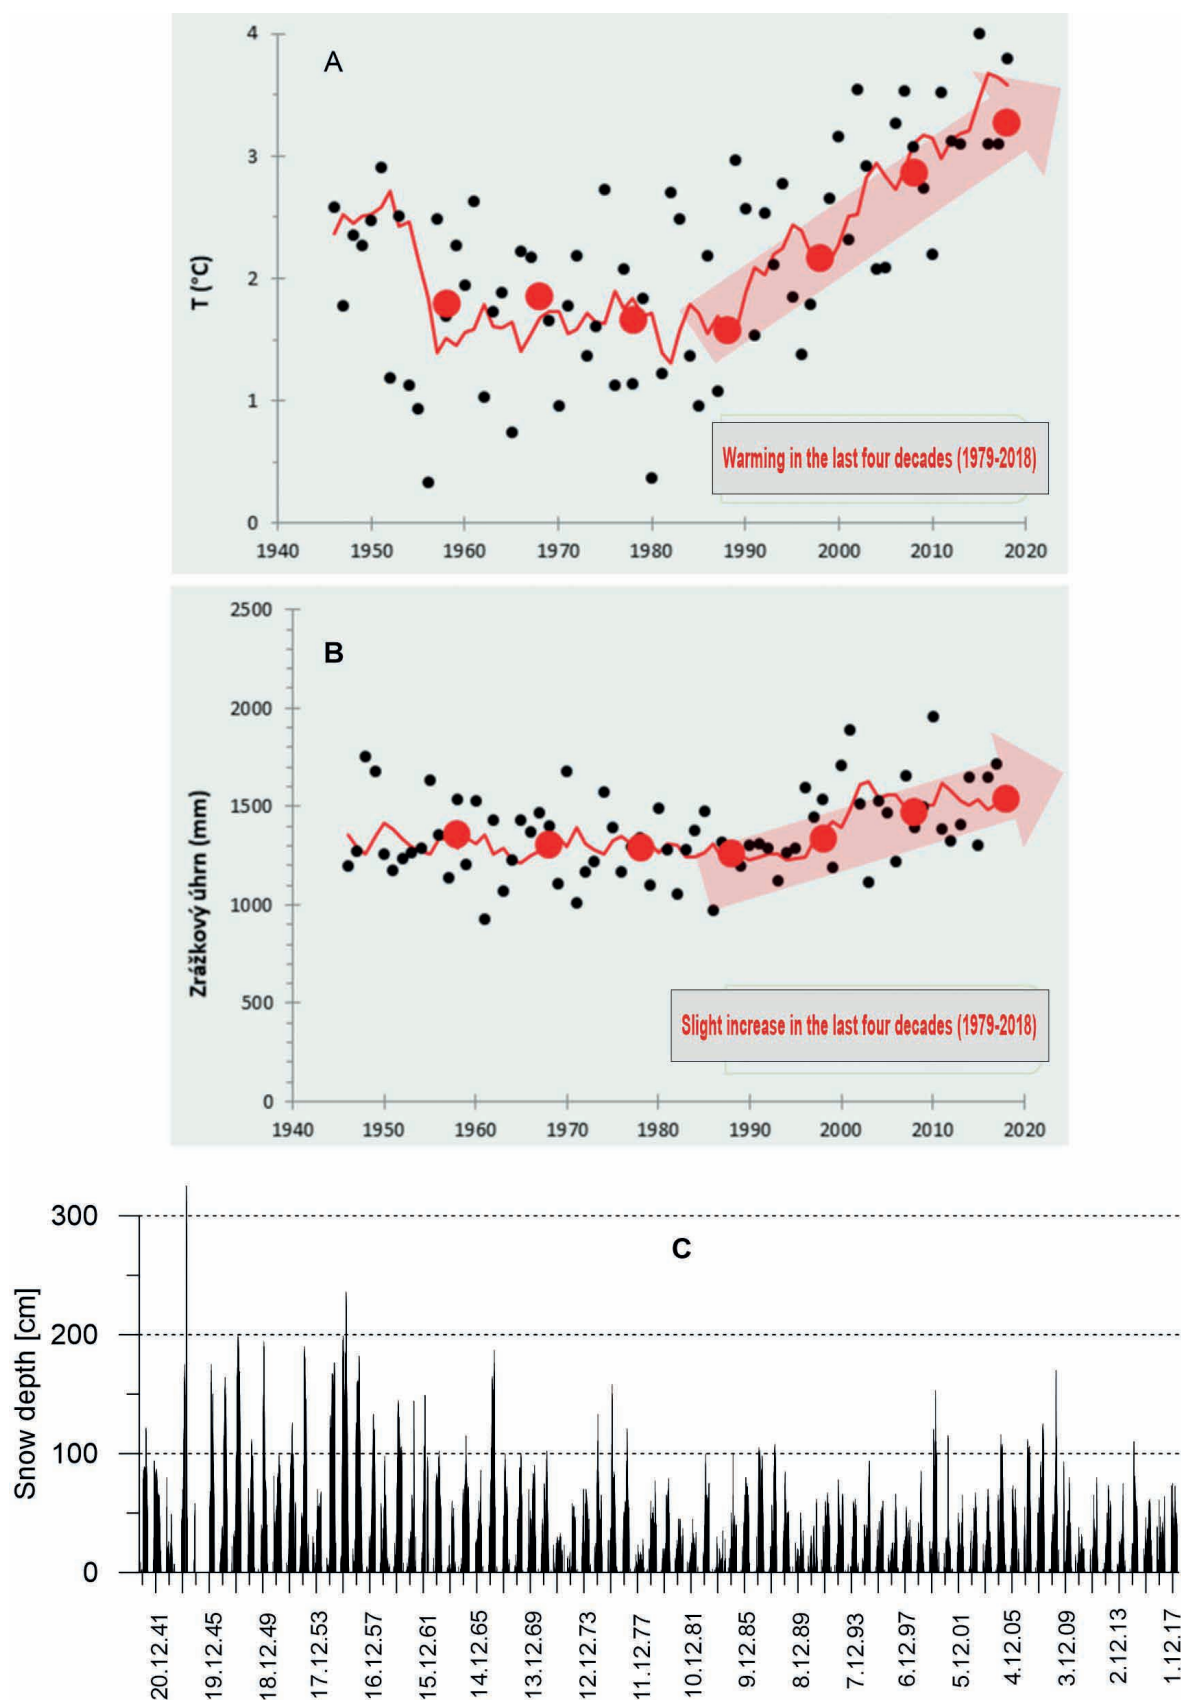 4
A
3
2
1
0
T (°C)
Warming in the last four decades (1979-2018)
1940 1950 1960 1970 1980 1990 2000 2010 2020
2500
B
2000
1500
1000
500
0
Zrážkový úhrn (mm)
Slight increase in the last four decades (1979-2018)
1940 1950 1960 1970 1980 1990 2000 2010 2020
300
C
200
100
0
Snow depth [cm]
20.12.41 19.12.45 18.12.49 17.12.53 16.12.57 15.12.61 14.12.65 13.12.69 12.12.73 11.12.77 10.12.81 9.12.85 8.12.89 7.12.93 6.12.97 5.12.01 4.12.05 3.12.09 2.12.13 1.12.17